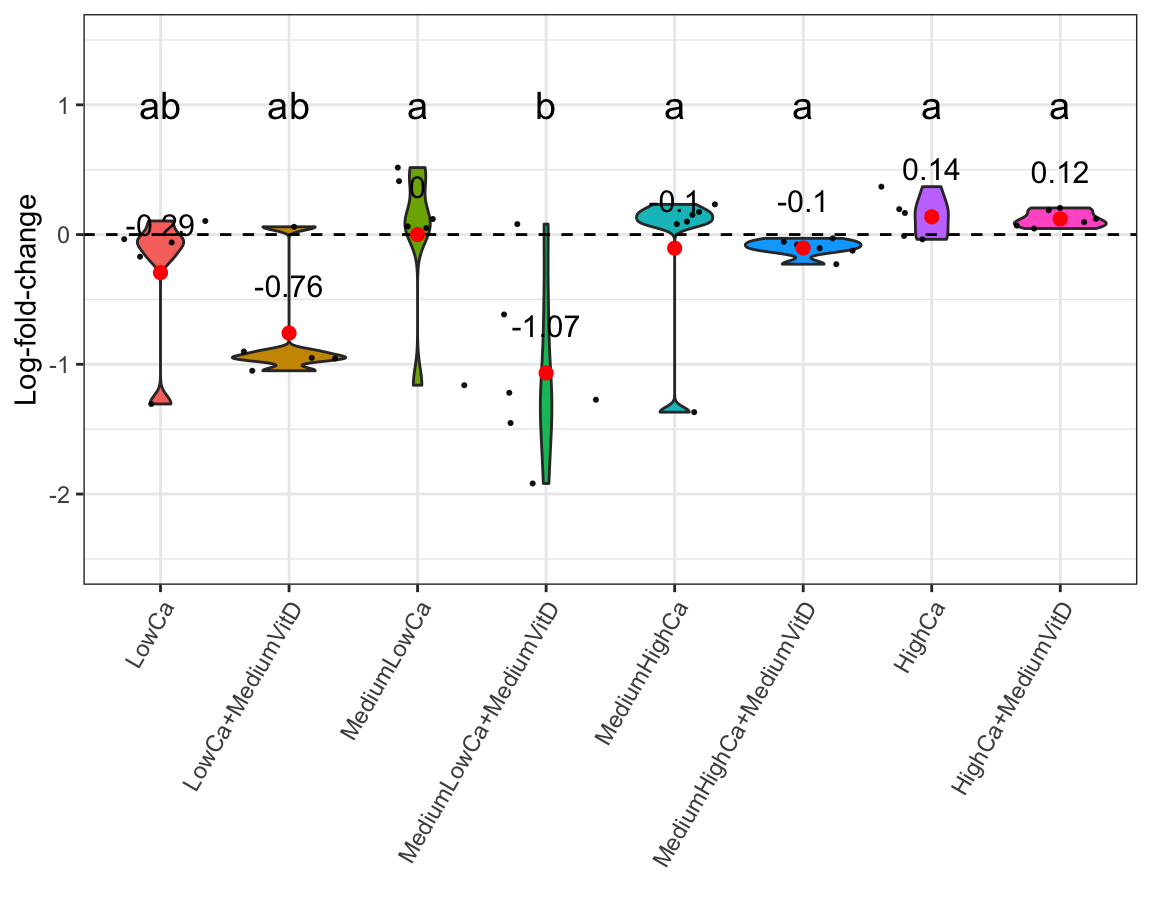 Log-fold-change
1
0
-1
-2
ab ab a b a a a a
-0.29 -0.76 0 -1.07 -0.1 -0.1 0.14 0.12
LowCa
LowCa+MediumVitD
MediumLowCa
MediumLowCa+MediumVitD
MediumHighCa
MediumHighCa+MediumVitD
HighCa
HighCa+MediumVitD